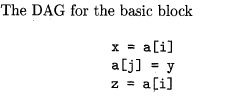 The DAG for the basic block
x = a[i]
a[j] = y
z = a[i]